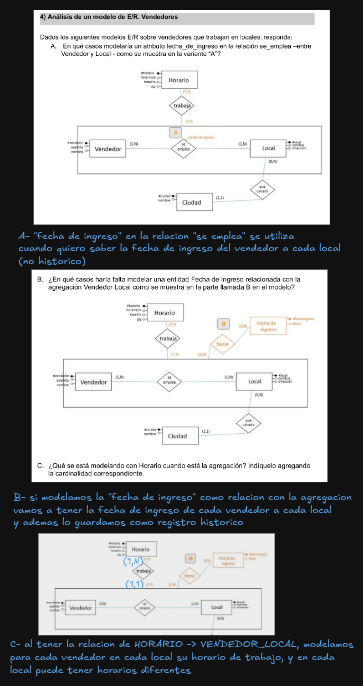 4) Análisis de un modelo de E/R. Vendedores
Dados los siguientes modelos E/R sobre vendedores que trabajan en locales, responda:
A. En qué casos modelaría un atributo fecha_de_ingreso en la relación se_emplea –entre
Vendedor y Local - como se muestra en la variante "A"?
Horario
(?,?)
trabaja
(?,?)
A
Vendedor
(1,N)
se
emplea
(1,N)
Local
(0,N)
está
ubicado
Ciudad
(1,1)
A- "fecha de ingreso" en la relacion "se emplea" se utiliza
cuando quiero saber la fecha de ingreso del vendedor a cada local
(no historico)
B. ¿En qué casos haría falta modelar una entidad Fecha de Ingreso relacionada con la
agregación Vendedor Local como se muestra en la parte llamada B en el modelo?
Horario
(?,?)
trabaja
(?,?)
B
Fecha de
ingreso
(1,N)
tiene
(1,N)
Vendedor
(1,N)
se
emplea
(1,N)
Local
(0,N)
está
ubicado
Ciudad
(1,1)
C. ¿Qué se está modelando con Horario cuando está la agregación? Indíquelo agregando
la cardinalidad correspondiente.
B- si modelamos la "fecha de ingreso" como relacion con la agregacion
vamos a tener la fecha de ingreso de cada vendedor a cada local
y ademas lo guardamos como registro historico
Horario
(1,N)
trabaja
(1,1)
B
Fecha de
ingreso
tiene
Vendedor
se
emplea
Local
C- al tener la relacion de HORARIO -> VENDEDOR_LOCAL, modelamos
para cada vendedor en cada local su horario de trabajo, y en cada
local puede tener horarios diferentes